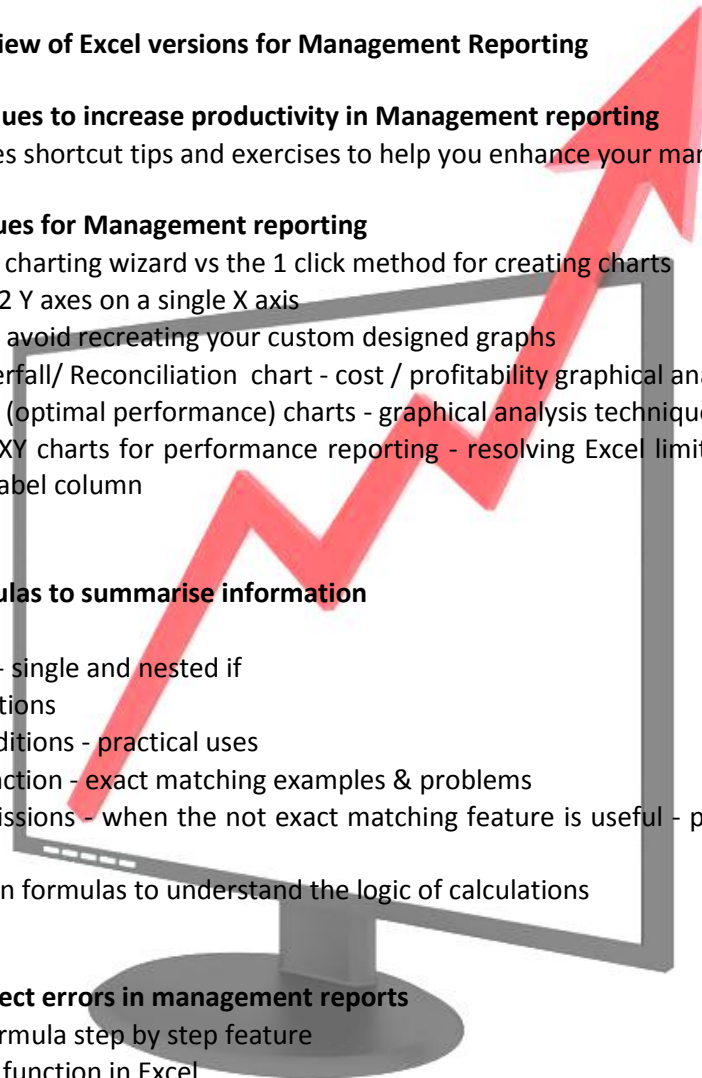 view of Excel versions for Management Reporting
ues to increase productivity in Management reporting
es shortcut tips and exercises to help you enhance your mar
ues for Management reporting
charting wizard vs the 1 click method for creating charts
2 Y axes on a single X axis
avoid recreating your custom designed graphs
erfall/ Reconciliation chart - cost / profitability graphical ana
(optimal performance) charts - graphical analysis technique
XY charts for performance reporting - resolving Excel limit
abel column
ulas to summarise information
- single and nested if
tions
ditions - practical uses
nction - exact matching examples & problems
issions - when the not exact matching feature is useful - p
n formulas to understand the logic of calculations
ect errors in management reports
ormula step by step feature
function in Excel